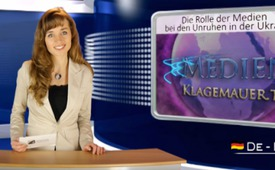 Die Rolle der Medien
bei den Unruhen in der Ukra
MEDIEN
KLAGEMAUER.T
DE -